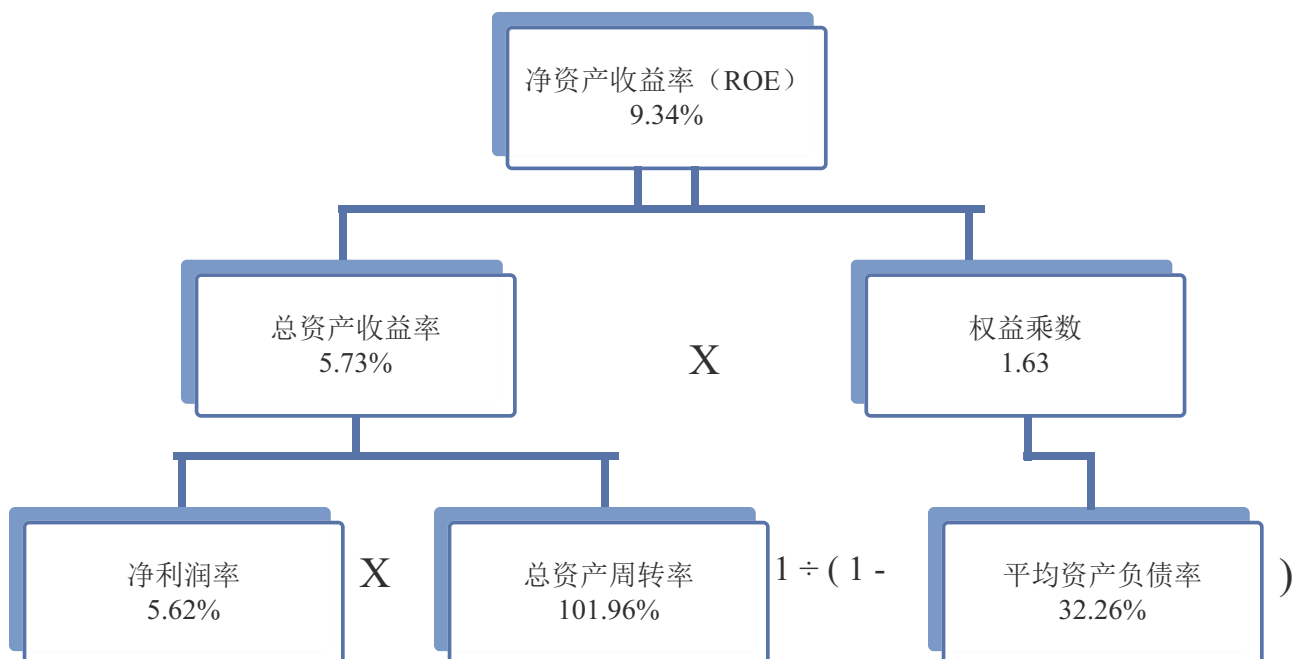 净资产收益率（ROE）
9.34%
总资产收益率
5.73%
X
权益乘数
1.63
净利润率
5.62%
X
总资产周转率
101.96%
1 ÷ ( 1 -
平均资产负债率
32.26%
)